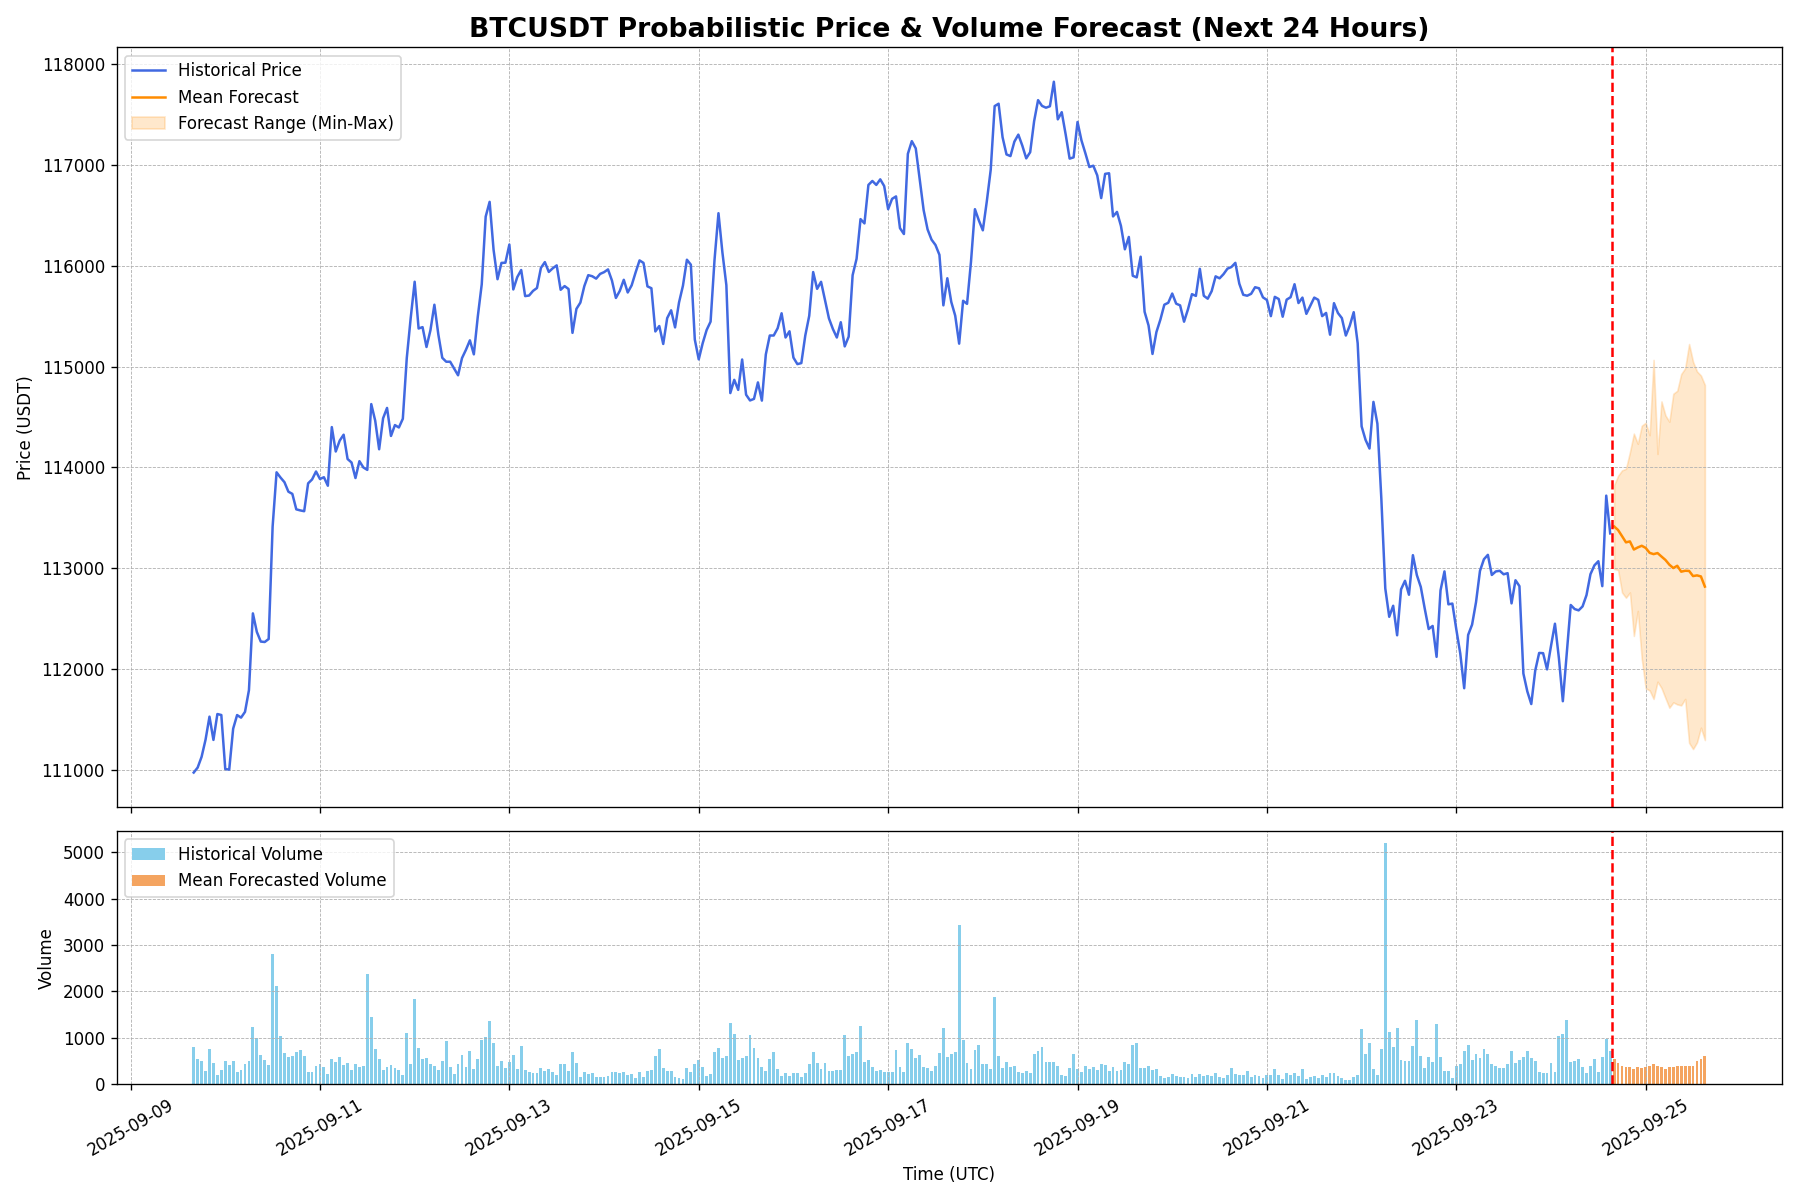 BTCUSDT Probabilistic Price & Volume Forecast (Next 24 Hours)
118000
117000
116000
115000
114000
113000
112000
111000
Price (USDT)
Historical Price
Mean Forecast
Forecast Range (Min-Max)
5000
4000
3000
2000
1000
0
Volume
Historical Volume
Mean Forecasted Volume
2025-09-09
2025-09-11
2025-09-13
2025-09-15
2025-09-17
2025-09-19
2025-09-21
2025-09-23
2025-09-25
Time (UTC)